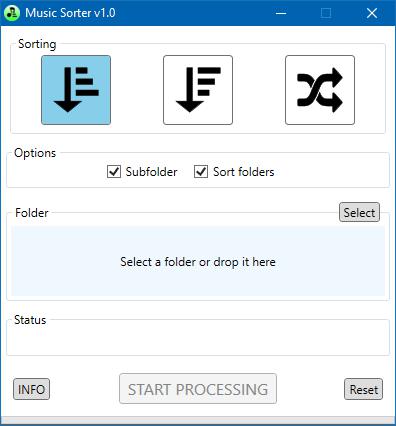 Music Sorter v1.0
Sorting
Options
Subfolder Sort folders
Folder Select
Select a folder or drop it here
Status
INFO START PROCESSING Reset